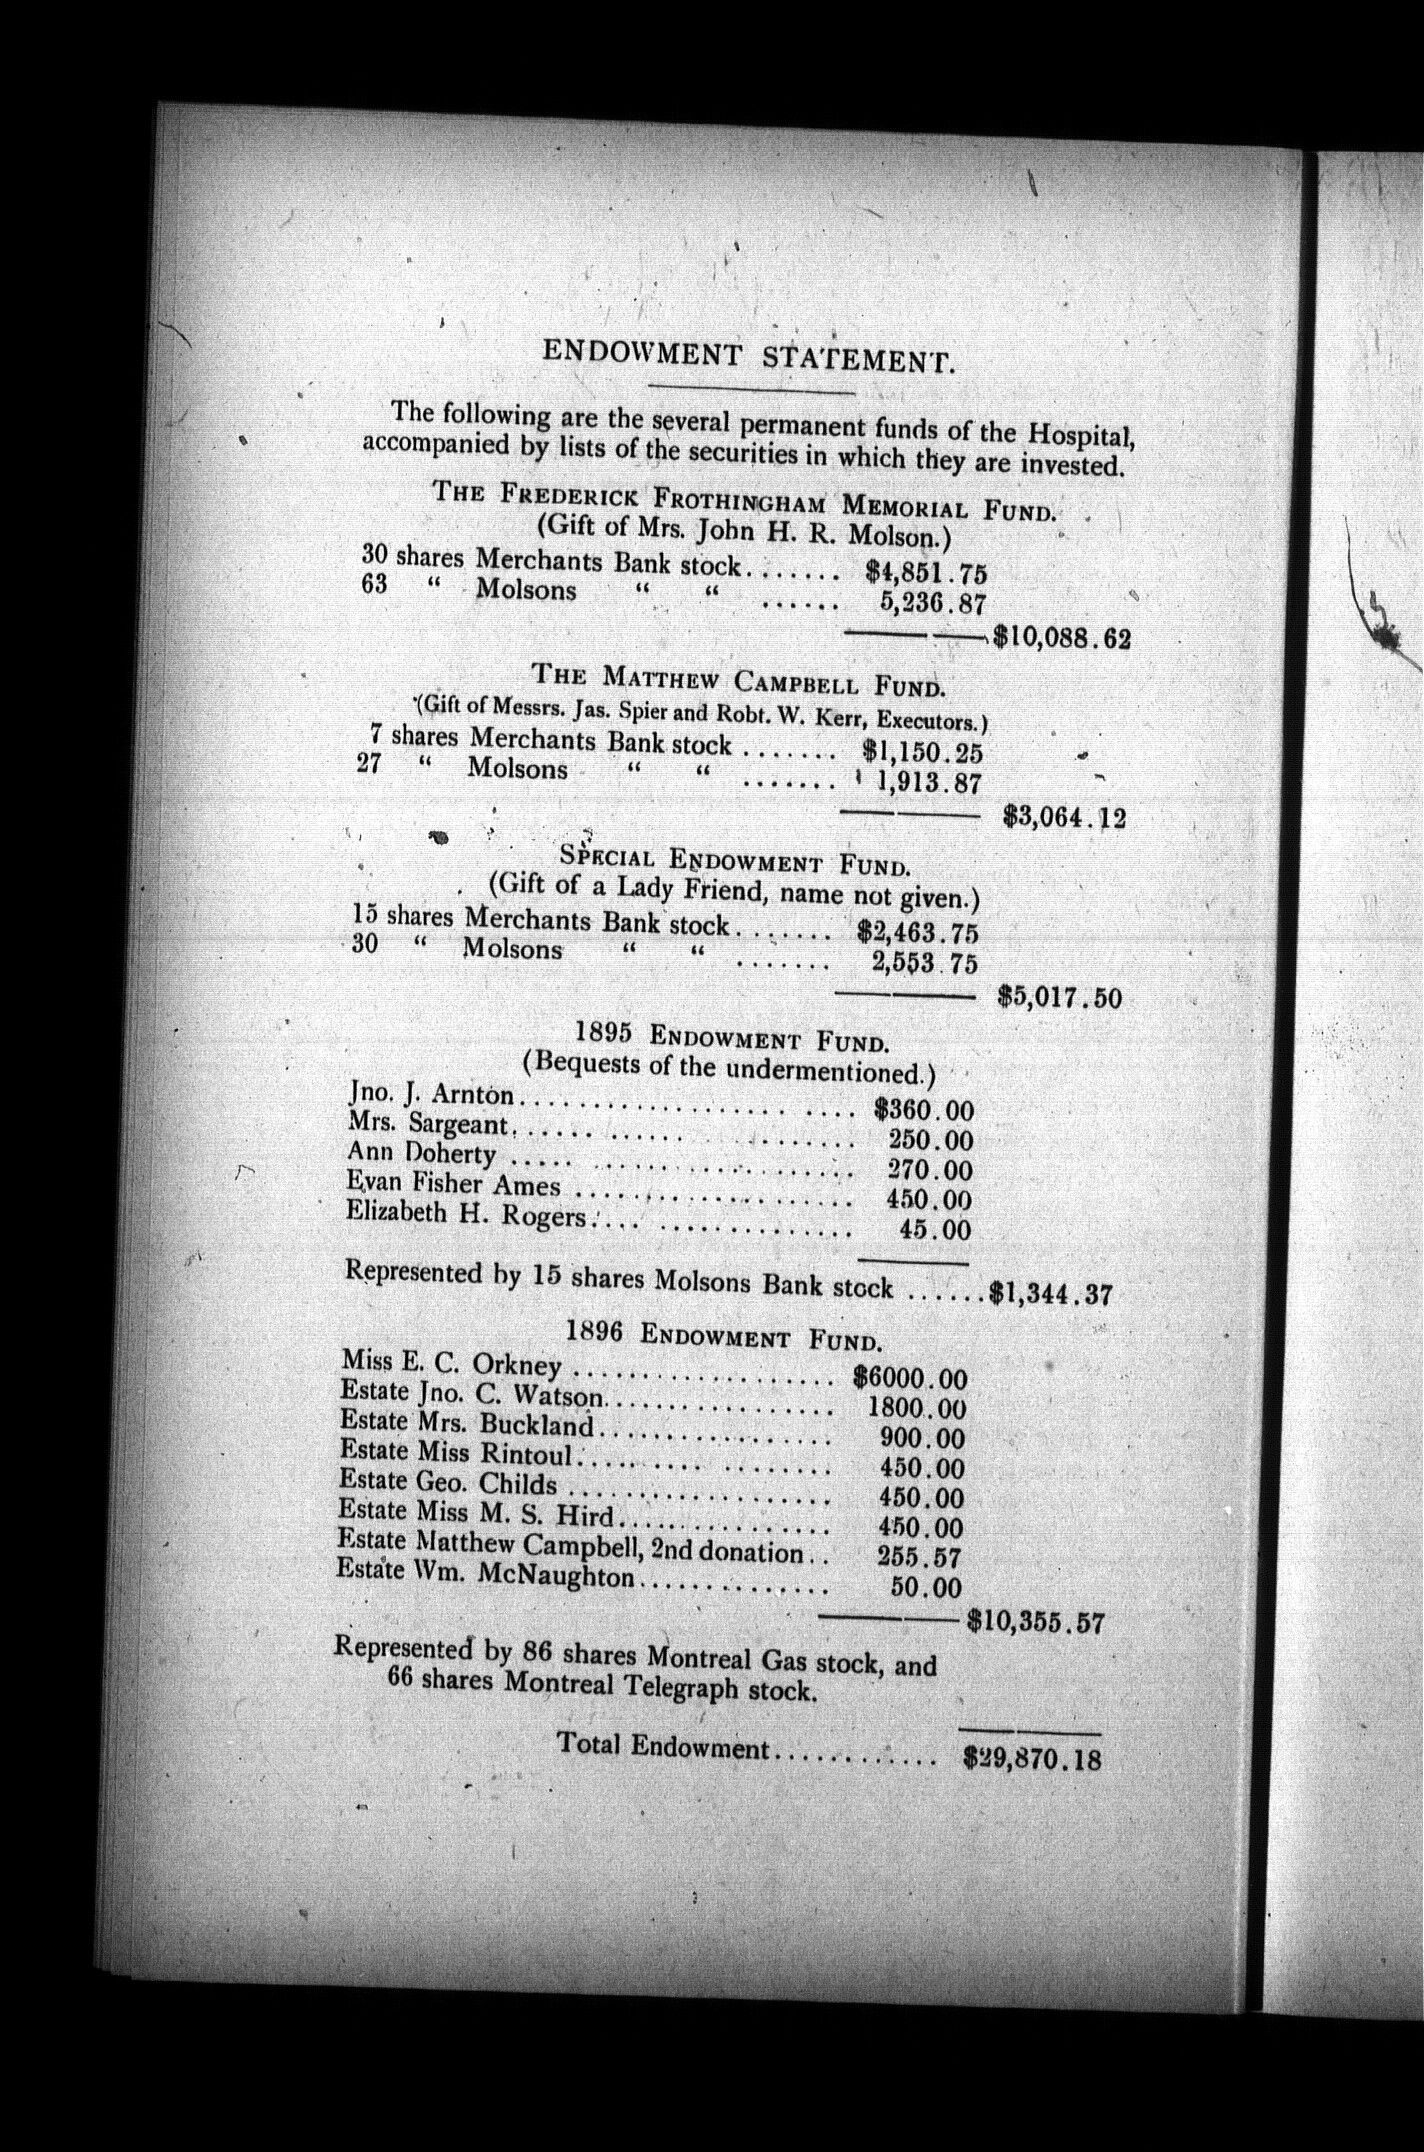 ENDOWMENT STATEMENT.
The following are the several permanent funds of the Hospital,
accompanied by lists of the securities in which they are invested.
THE FREDERICK FROTHINGHAM MEMORIAL FUND.
(Gift of Mrs. John H. R. Molson.)
30 shares Merchants Bank stock....... $4,851.75
63 “ Molsons “ “ ...... 5,236.87
$10,088.62
THE MATTHEW CAMPBELL FUND.
(Gift of Messrs. Jas. Spier and Robt. W. Kerr, Executors.)
7 shares Merchants Bank stock ....... $1,150.25
27 “ Molsons “ “ ....... 1,913.87
$3,064.12
SPECIAL ENDOWMENT FUND.
(Gift of a Lady Friend, name not given.)
15 shares Merchants Bank stock....... $2,463.75
30 “ Molsons “ “ ....... 2,553.75
$5,017.50
1895 ENDOWMENT FUND.
(Bequests of the undermentioned.)
Jno. J. Arnton........................ $360.00
Mrs. Sargeant........................ 250.00
Ann Doherty ........................ 270.00
Evan Fisher Ames .................... 450.00
Elizabeth H. Rogers.................. 45.00
Represented by 15 shares Molsons Bank stock ......$1,344.37
1896 ENDOWMENT FUND.
Miss E. C. Orkney ................... $6000.00
Estate Jno. C. Watson................. 1800.00
Estate Mrs. Buckland................. 900.00
Estate Miss Rintoul................. 450.00
Estate Geo. Childs ................... 450.00
Estate Miss M. S. Hird................ 450.00
Estate Matthew Campbell, 2nd donation.. 255.57
Estate Wm. McNaughton.............. 50.00
$10,355.57
Represented by 86 shares Montreal Gas stock, and
66 shares Montreal Telegraph stock.
Total Endowment............ $29,870.18